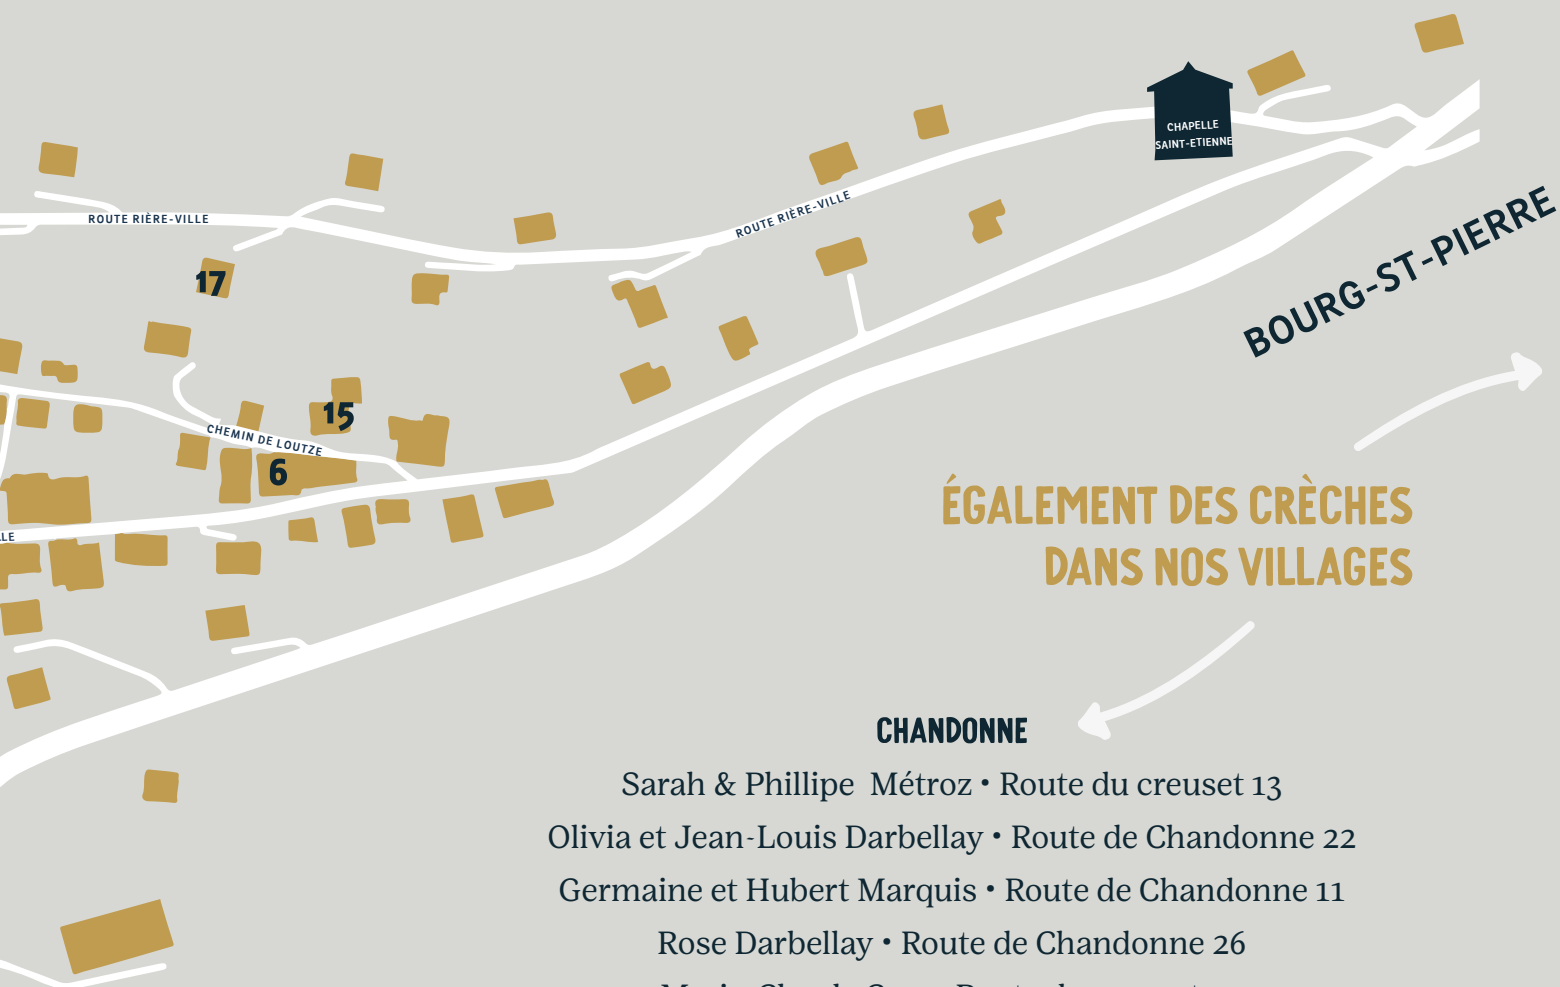 CHAPELLE
SAINT-ETIENNE
ROUTE RIÈRE-VILLE
ROUTE RIÈRE-VILLE
BOURG-ST-PIERRE
17
15
CHEMIN DE LOUTZE
6
ÉGALEMENT DES CRÈCHES
DANS NOS VILLAGES
CHANDONNE
Sarah & Phillipe  Métroz • Route du creuset 13
Olivia et Jean-Louis Darbellay • Route de Chandonne 22
Germaine et Hubert Marquis • Route de Chandonne 11
Rose Darbellay • Route de Chandonne 26